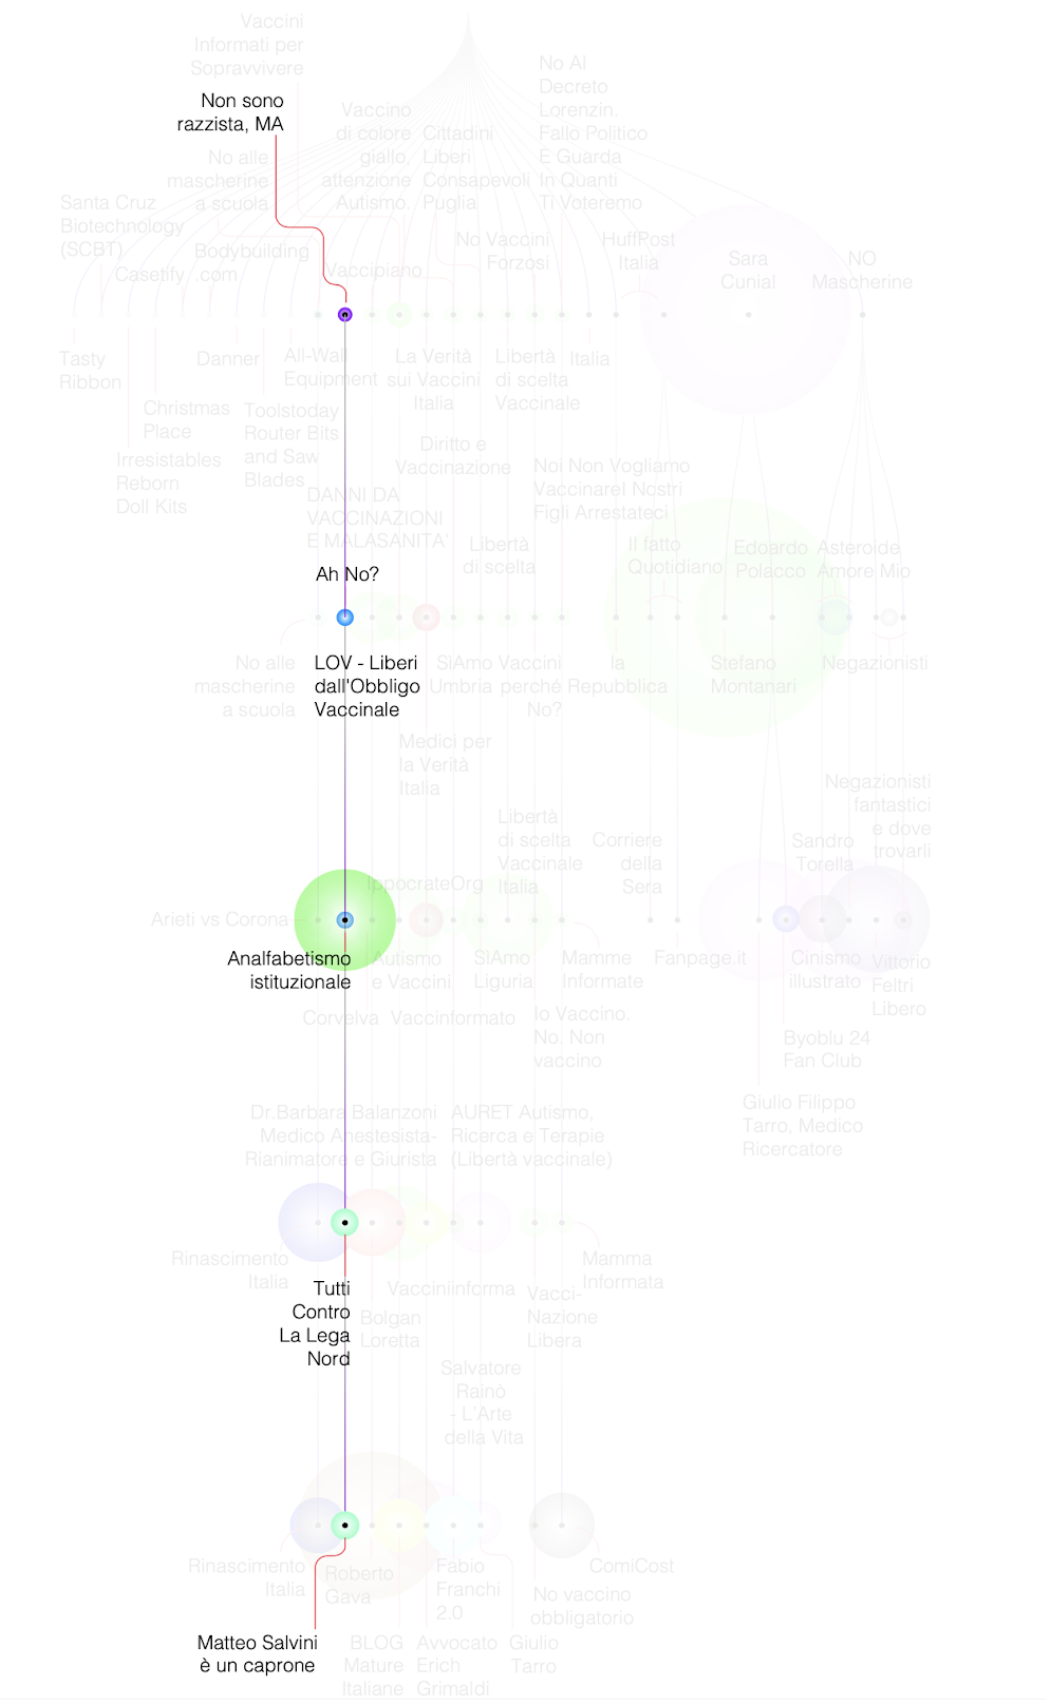 Vaccini
Informati per
Sopravvivere
Non sono
razzista, MA
No alle
mascherine
a scuola
Vaccino
di colore
giallo,
attenzione
Autismo.
Cittadini
Liberi
Consapevoli
Puglia
No Al
Decreto
Lorenzin.
Fallo Politico
E Guarda
In Quanti
Ti Voteremo
Santa Cruz
Biotechnology
(SCBT)
Casetify
Bodybuilding
.com
Vaccipiano
No Vaccini
Forzosi
HuffPost
Italia
Sara
Cunial
NO
Mascherine
Tasty
Ribbon
Danner
All-Wall
Equipment
La Verità
sui Vaccini
Italia
Libertà
di scelta
Vaccinale
Italia
Christmas
Place
Toolstoday
Router Bits
and Saw
Blades
Irresistables
Reborn
Doll Kits
Diritto e
Vaccinazione
Noi Non Vogliamo
VaccinareI Nostri
Figli Arrestateci
DANNI DA
VACCINAZIONI
E MALASANITA'
Libertà
di scelta
Il fatto
Quotidiano
Edoardo
Polacco
Asteroide
Amore Mio
Ah No?
No alle
mascherine
a scuola
LOV - Liberi
dall'Obbligo
Vaccinale
SìAmo
Umbria
Vaccini
perché
No?
la
Repubblica
Stefano
Montanari
Negazionisti
Medici per
la Verità
Italia
Negazionisti
fantastici
e dove
trovarli
Libertà
di scelta
Vaccinale
Italia
Corriere
della
Sera
Sandro
Torella
IppocrateOrg
Arieti vs Corona
Analfabetismo
istituzionale
Autismo
e Vaccini
SìAmo
Liguria
Mamme
Informate
Fanpage.it
Cinismo
illustrato
Vittorio
Feltri
Libero
Corvelva
Vaccinformato
Io Vaccino.
No. Non
vaccino
Byoblu 24
Fan Club
Giulio Filippo
Tarro, Medico
Ricercatore
Dr.Barbara Balanzoni
Medico Anestesista-
Rianimatore e Giurista
AURET Autismo,
Ricerca e Terapie
(Libertà vaccinale)
Rinascimento
Italia
Tutti
Contro
La Lega
Nord
Vacciniinforma
Bolgan
Loretta
Vacci-
Nazione
Libera
Mamma
Informata
Salvatore
Rainò
- L'Arte
della Vita
Rinascimento
Italia
Roberto
Gava
Fabio
Franchi
2.0
ComiCost
No vaccino
obbligatorio
Matteo Salvini
è un caprone
BLOG
Mature
Italiane
Avvocato
Erich
Grimaldi
Giulio
Tarro